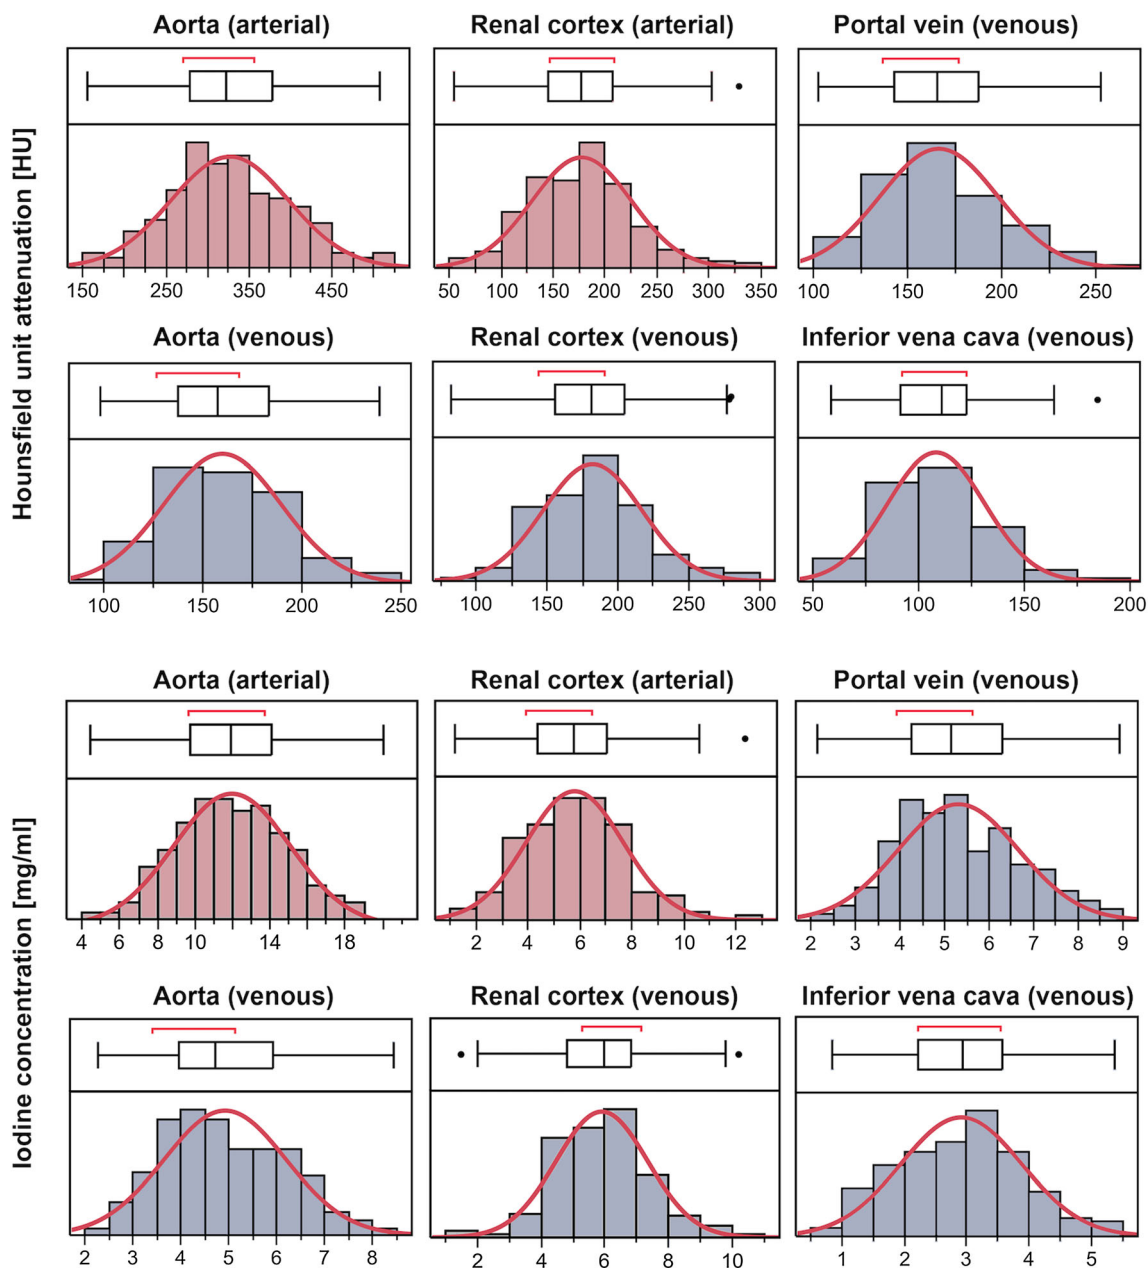 Hounsfield unit attenuation [HU]
Aorta (arterial)
150 250 350 450
Renal cortex (arterial)
50 100 150 200 250 300 350
Portal vein (venous)
100 150 200 250
Aorta (venous)
100 150 200 250
Renal cortex (venous)
100 150 200 250 300
Inferior vena cava (venous)
50 100 150 200
Iodine concentration [mg/ml]
Aorta (arterial)
4 6 8 10 14 18
Renal cortex (arterial)
2 4 6 8 10 12
Portal vein (venous)
2 3 4 5 6 7 8 9
Aorta (venous)
2 3 4 5 6 7 8
Renal cortex (venous)
2 4 6 8 10
Inferior vena cava (venous)
1 2 3 4 5